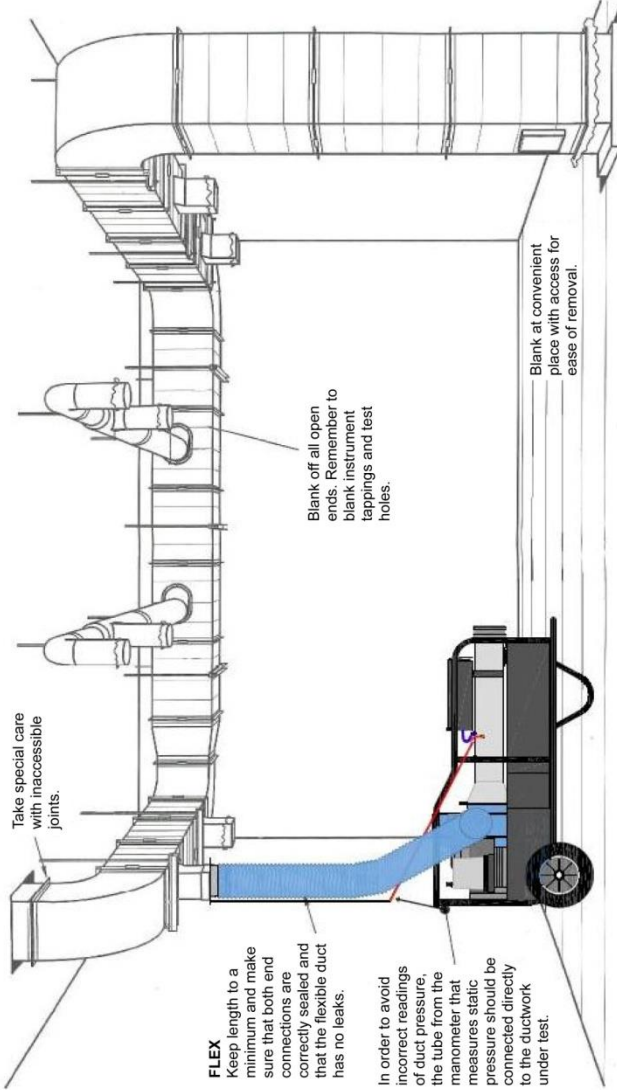 Take special care
with inaccessible
joints.
FLEX
Keep length to a
minimum and make
sure that both end
connections are
correctly sealed and
that the flexible duct
has no leaks.
In order to avoid
incorrect readings
of duct pressure,
the tube from the
manometer that
measures static
pressure should be
connected directly
to the ductwork
under test.
Blank off all open
ends. Remember to
blank instrument
tappings and test
holes.
Blank at convenient
place with access for
ease of removal.